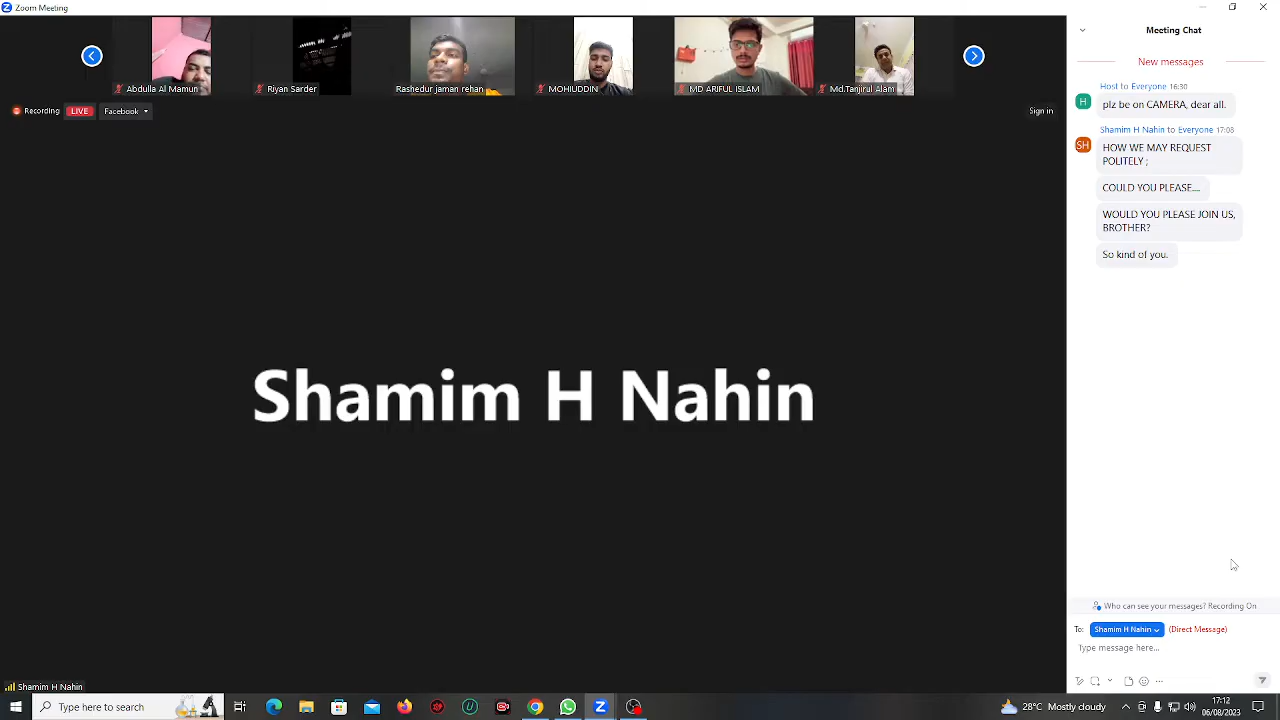 Zoom Meeting
Abdulla Al Mamun
Riyan Sarder
Rashedur jaman rehan
MOHIUDDIN
MD ARIFUL ISLAM
Md.Tanjirul Alam
Recording
LIVE
Facebook
Sign in
Shamim H Nahin
Shamim H Nahin
Meeting Chat
New messages
Host to Everyone 16:30
H
plz be on CAMERA, dear all.
Shamim H Nahin to Everyone 17:08
SH
HOW WE MAY REQUEST
POLITELY ;
COULD YOU PLEASE....
WOULD YOU PLEASE JOIN US,
BROTHER?
So kind of you.
Who can see your messages? Recording On
To: Shamim H Nahin (Direct Message)
Type message here...
Type here to search
28°C Mostly cloudy
17:12
06/08/2023